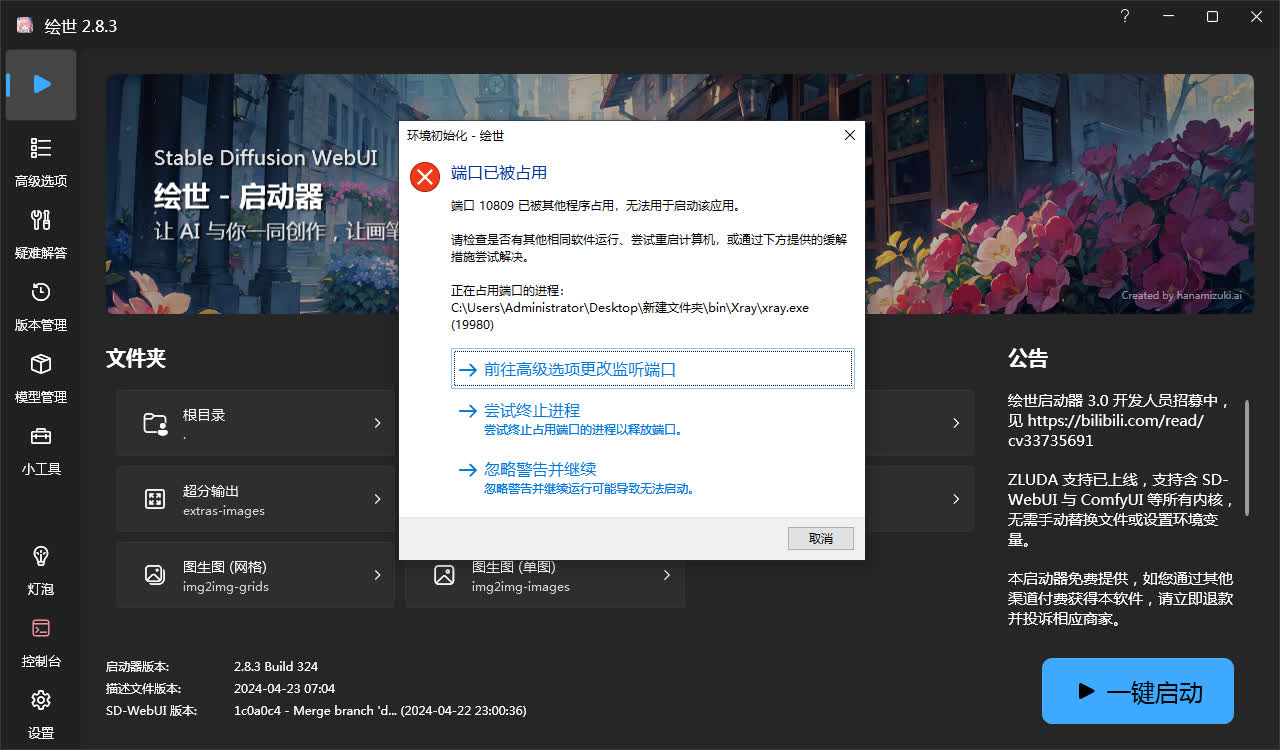 绘世 2.8.3
?
高级选项
疑难解答
版本管理
模型管理
小工具
灯泡
控制台
设置
Stable Diffusion WebUI
绘世 - 启动器
让 AI 与你一同创作，让画笔
Created by hanamizuki.ai
环境初始化 - 绘世
端口已被占用
端口 10809 已被其他程序占用，无法用于启动该应用。
请检查是否有其他相同软件运行、尝试重启计算机，或通过下方提供的缓解
措施尝试解决。
正在占用端口的进程：
C:\Users\Administrator\Desktop\新建文件夹\bin\Xray\xray.exe
(19980)
前往高级选项更改监听端口
尝试终止进程
尝试终止占用端口的进程以释放端口。
忽略警告并继续
忽略警告并继续运行可能导致无法启动。
取消
文件夹
根目录
.
超分输出
extras-images
图生图 (网格)
img2img-grids
图生图 (单图)
img2img-images
公告
绘世启动器 3.0 开发人员招募中，
见 https://bilibili.com/read/
cv33735691
ZLUDA 支持已上线，支持含 SD-
WebUI 与 ComfyUI 等所有内核，
无需手动替换文件或设置环境变
量。
本启动器免费提供，如您通过其他
渠道付费获得本软件，请立即退款
并投诉相应商家。
启动器版本: 2.8.3 Build 324
描述文件版本: 2024-04-23 07:04
SD-WebUI 版本: 1c0a0c4 - Merge branch 'd... (2024-04-22 23:00:36)
一键启动